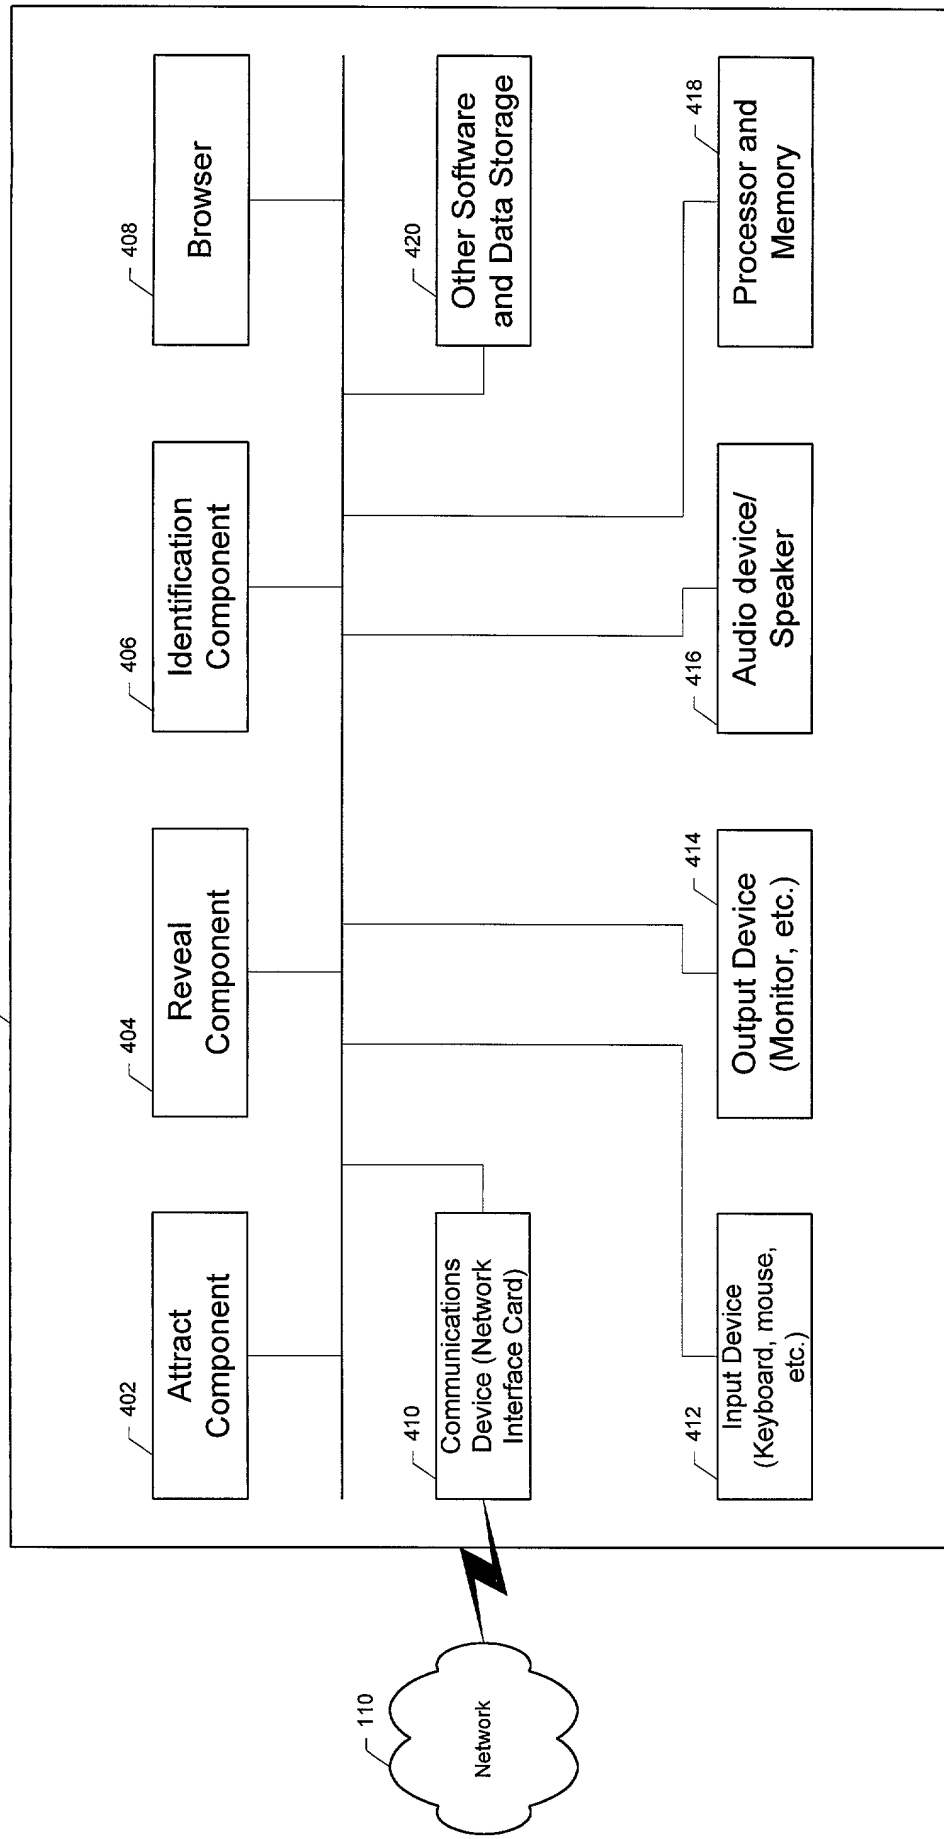 402
Attract
Component
404
Reveal
Component
406
Identification
Component
408
Browser
110
Network
410
Communications
Device (Network
Interface Card)
420
Other Software
and Data Storage
412
Input Device
(Keyboard, mouse,
etc.)
414
Output Device
(Monitor, etc.)
416
Audio device/
Speaker
418
Processor and
Memory